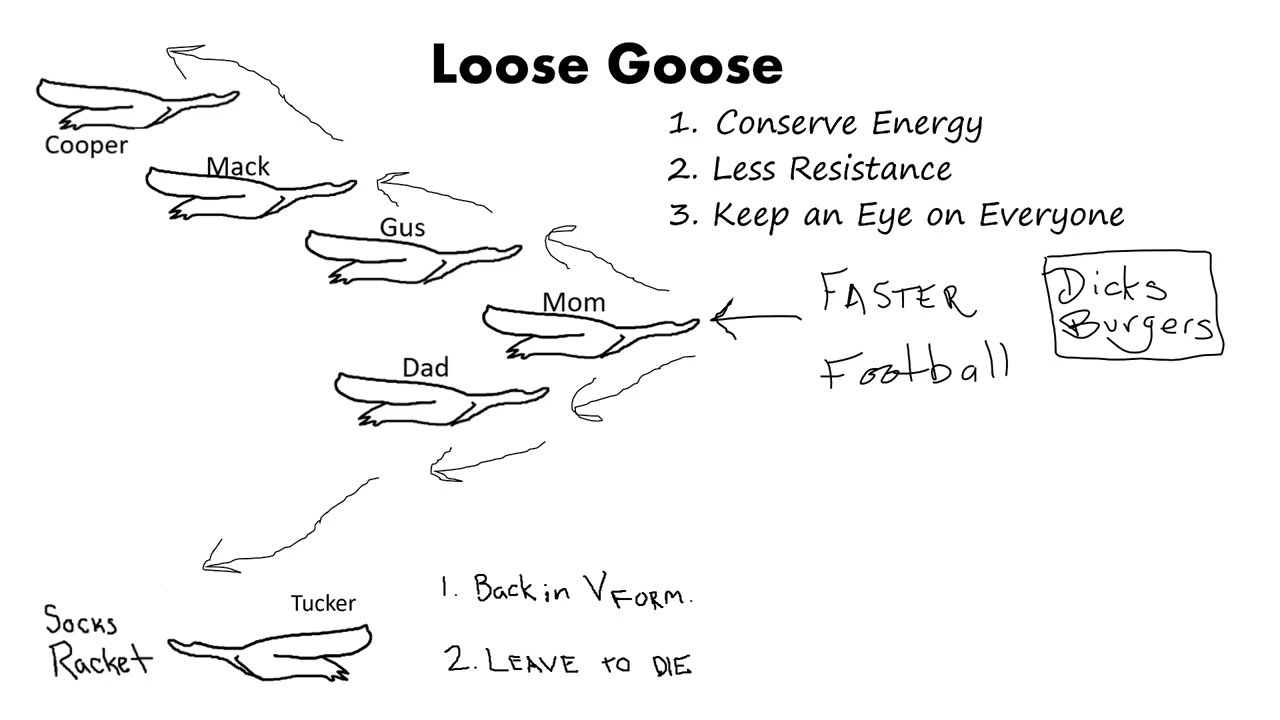 Loose Goose
1. Conserve Energy
2. Less Resistance
3. Keep an Eye on Everyone
Cooper
Mack
Gus
Mom
Dad
FASTER
Football
Dicks
Burgers
Tucker
Socks
Racket
1. Back in V FORM.
2. LEAVE TO DIE